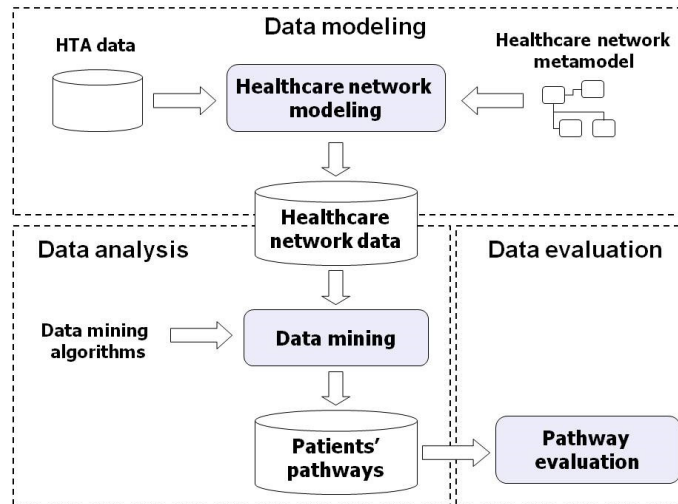 Data modeling
HTA data
Healthcare network
metamodel
Healthcare network
modeling
Healthcare
network data
Data analysis
Data evaluation
Data mining
algorithms
Data mining
Patients'
pathways
Pathway
evaluation